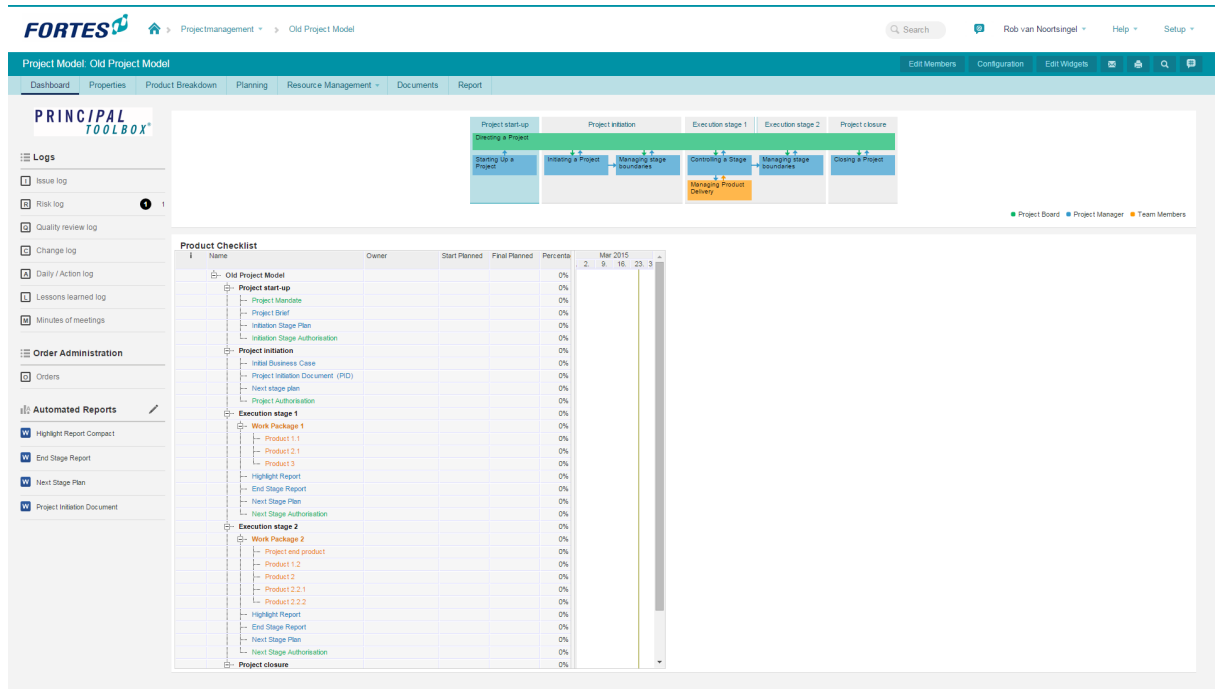 FORTES
Projectmanagement
Old Project Model
Search
Rob van Noortsingel
Help
Setup
Project Model: Old Project Model
Edit Members
Configuration
Edit Widgets
Dashboard
Properties
Product Breakdown
Planning
Resource Management
Documents
Report
PRINCIPAL
TOOLBOX
Logs
I Issue log
R Risk log 1 1
Q Quality review log
C Change log
A Daily / Action log
L Lessons learned log
M Minutes of meetings
Order Administration
O Orders
Automated Reports
W Highlight Report Compact
W End Stage Report
W Next Stage Plan
W Project Initiation Document
Project start-up
Project initiation
Execution stage 1
Execution stage 2
Project closure
Directing a Project
Starting Up a
Project
Initiating a Project
Managing stage
boundaries
Controlling a Stage
Managing stage
boundaries
Closing a Project
Managing Product
Delivery
Project Board
Project Manager
Team Members
Product Checklist
i Name Owner Start Planned Final Planned Percenta Mar 2015
2. 9. 16. 23. 3
Old Project Model 0%
Project start-up 0%
Project Mandate 0%
Project Brief 0%
Initiation Stage Plan 0%
Initiation Stage Authorisation 0%
Project initiation 0%
Initial Business Case 0%
Project Initiation Document (PID) 0%
Next stage plan 0%
Project Authorisation 0%
Execution stage 1 0%
Work Package 1 0%
Product 1.1 0%
Product 2.1 0%
Product 3 0%
Highlight Report 0%
End Stage Report 0%
Next Stage Plan 0%
Next Stage Authorisation 0%
Execution stage 2 0%
Work Package 2 0%
Project end product 0%
Product 1.2 0%
Product 2 0%
Product 2.2.1 0%
Product 2.2.2 0%
Highlight Report 0%
End Stage Report 0%
Next Stage Plan 0%
Next Stage Authorisation 0%
Project closure 0%